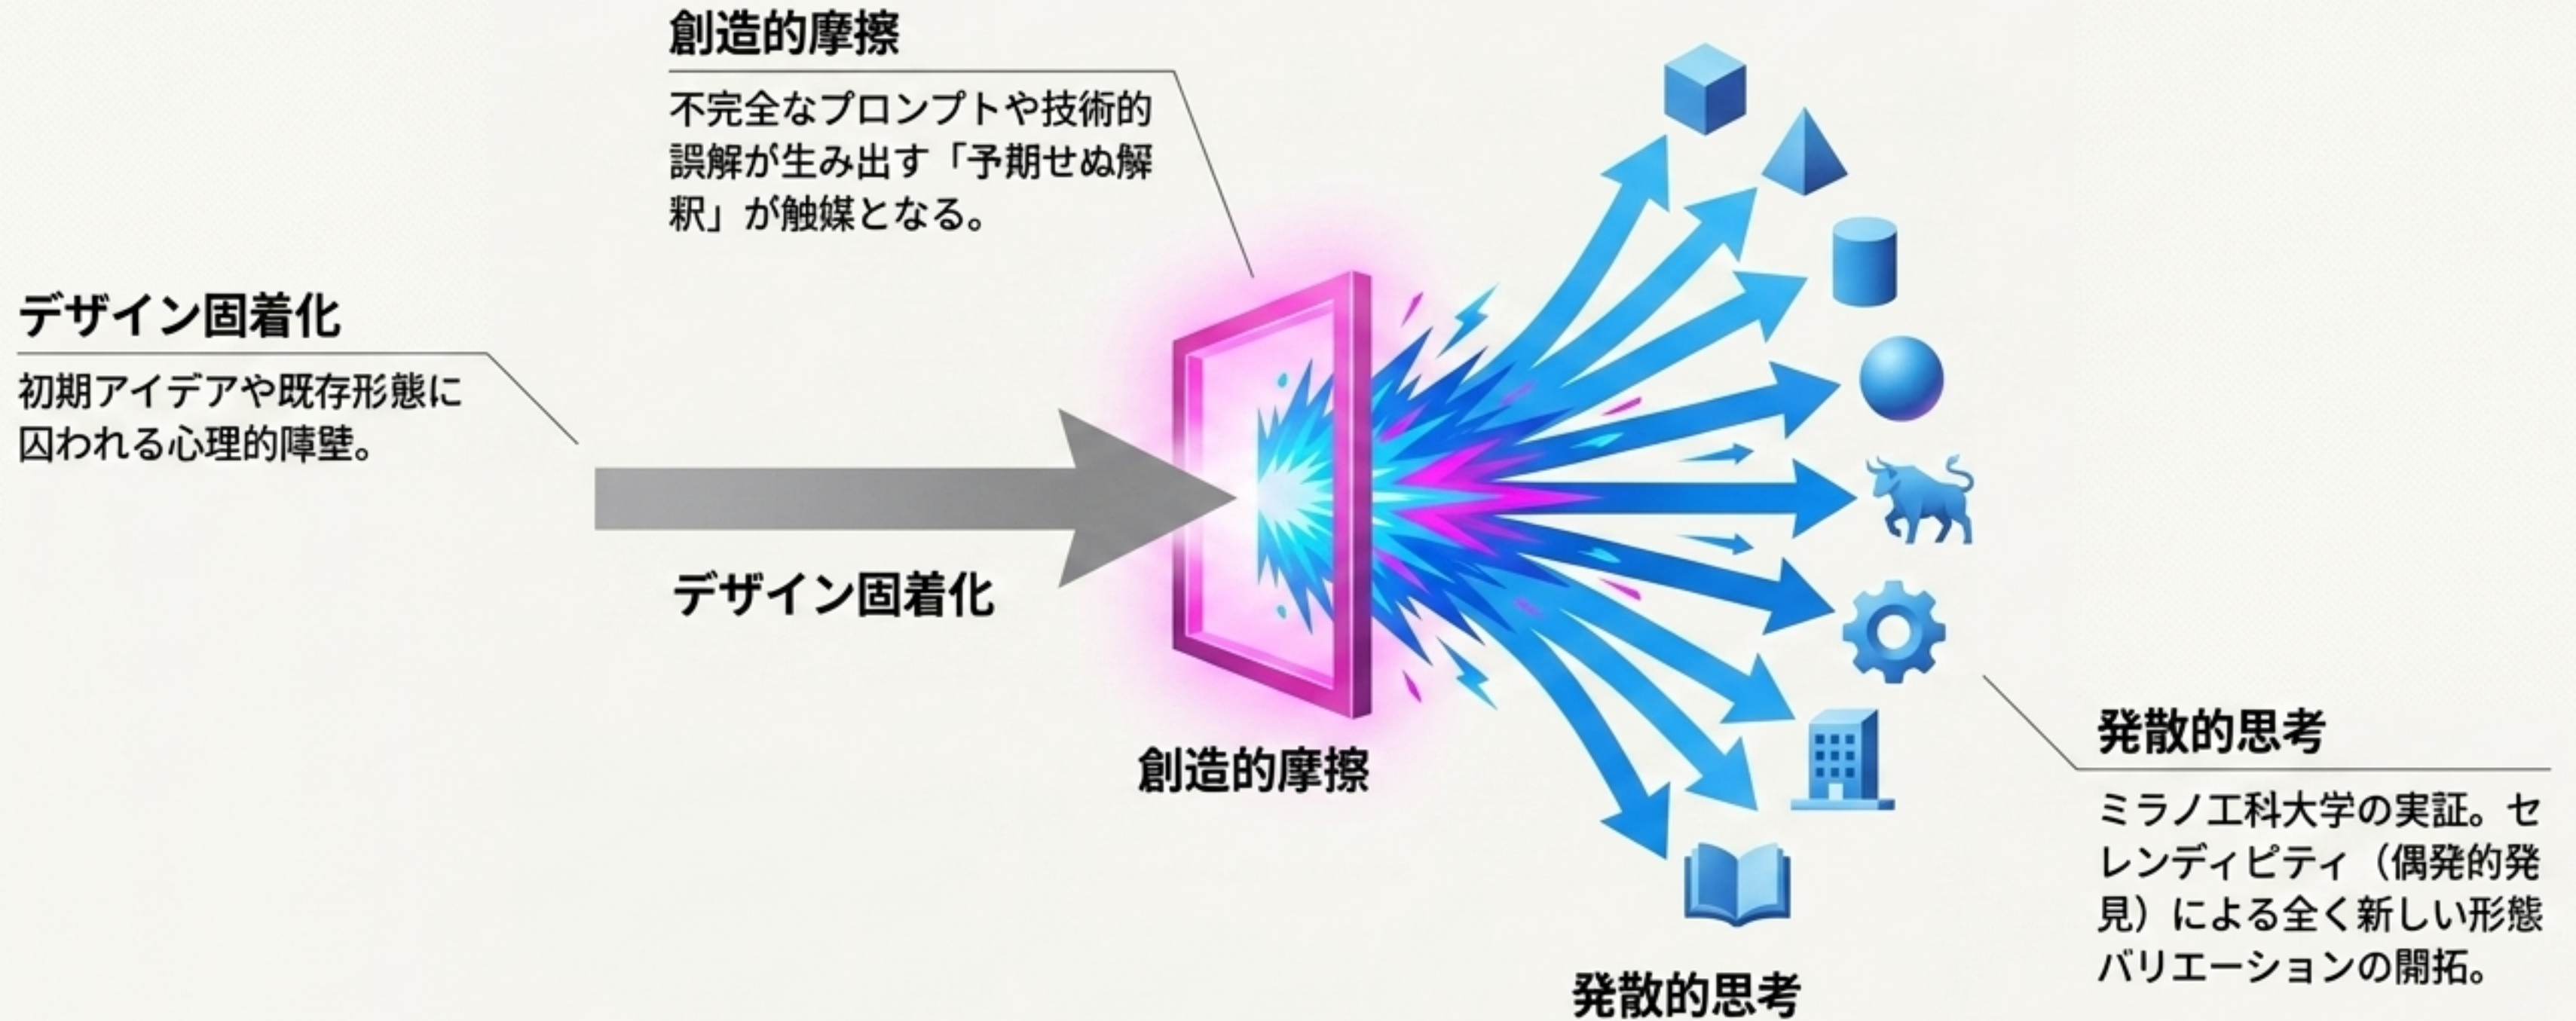 創造的摩擦
不完全なプロンプトや技術的
誤解が生み出す「予期せぬ解
釈」が触媒となる。
デザイン固着化
初期アイデアや既存形態に
囚われる心理的障壁。
デザイン固着化
創造的摩擦
発散的思考
ミラノ工科大学の実証。セ
レンディピティ（偶発的発
見）による全く新しい形態
バリエーションの開拓。
発散的思考